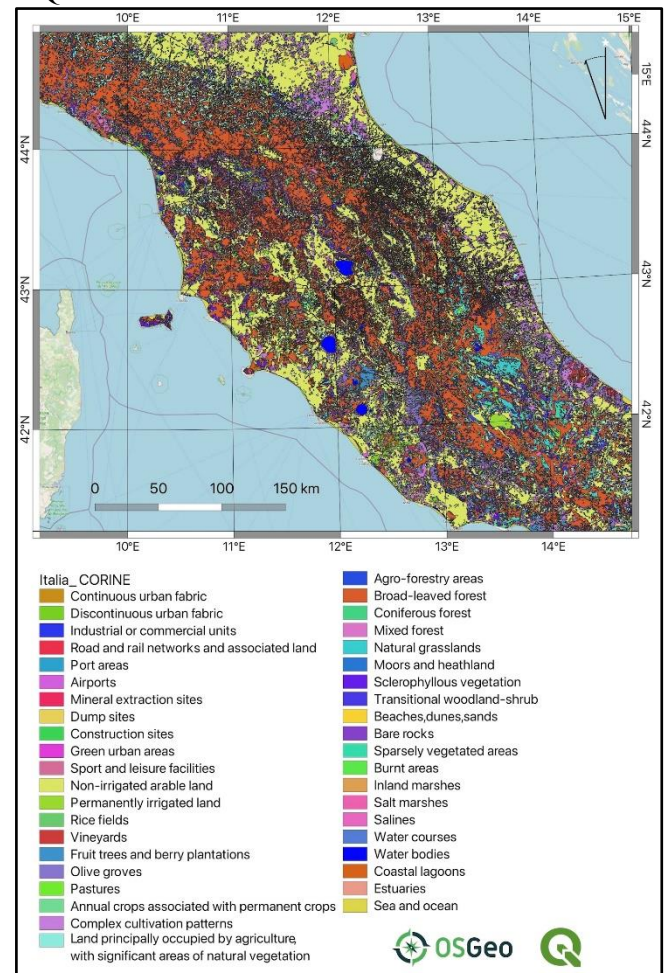 10°E 11°E 12°E 13°E 14°E 15°E
44°N
43°N
42°N
15°E
44°N
43°N
42°N
0 50 100 150 km
10°E 11°E 12°E 13°E 14°E
Italia_CORINE
Continuous urban fabric
Discontinuous urban fabric
Industrial or commercial units
Road and rail networks and associated land
Port areas
Airports
Mineral extraction sites
Dump sites
Construction sites
Green urban areas
Sport and leisure facilities
Non-irrigated arable land
Permanently irrigated land
Rice fields
Vineyards
Fruit trees and berry plantations
Olive groves
Pastures
Annual crops associated with permanent crops
Complex cultivation patterns
Land principally occupied by agriculture,
with significant areas of natural vegetation
Agro-forestry areas
Broad-leaved forest
Coniferous forest
Mixed forest
Natural grasslands
Moors and heathland
Sclerophyllous vegetation
Transitional woodland-shrub
Beaches,dunes,sands
Bare rocks
Sparsely vegetated areas
Burnt areas
Inland marshes
Salt marshes
Salines
Water courses
Water bodies
Coastal lagoons
Estuaries
Sea and ocean
OSGeo